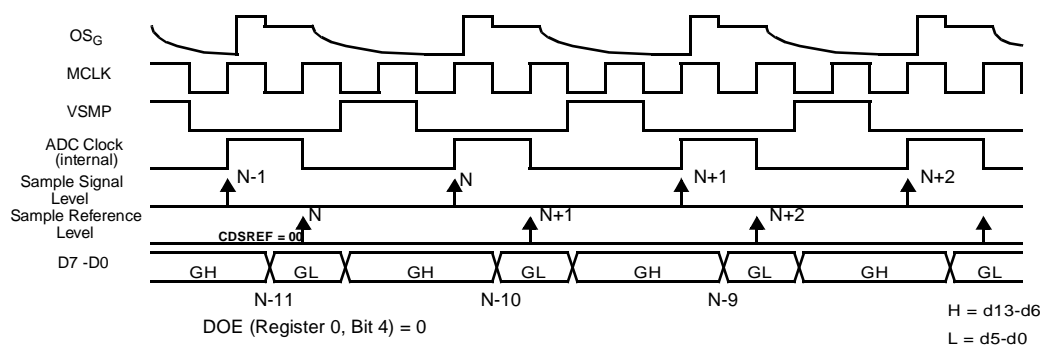 OSG
MCLK
VSMP
ADC Clock
(internal)
N-1 N N+1 N+2
Sample Signal
Level
Sample Reference
Level
N N+1 N+2
CDSREF = 00
D7 -D0
GH GL GH GL GH GL GH GL
N-11 N-10 N-9
DOE (Register 0, Bit 4) = 0
H = d13-d6
L = d5-d0